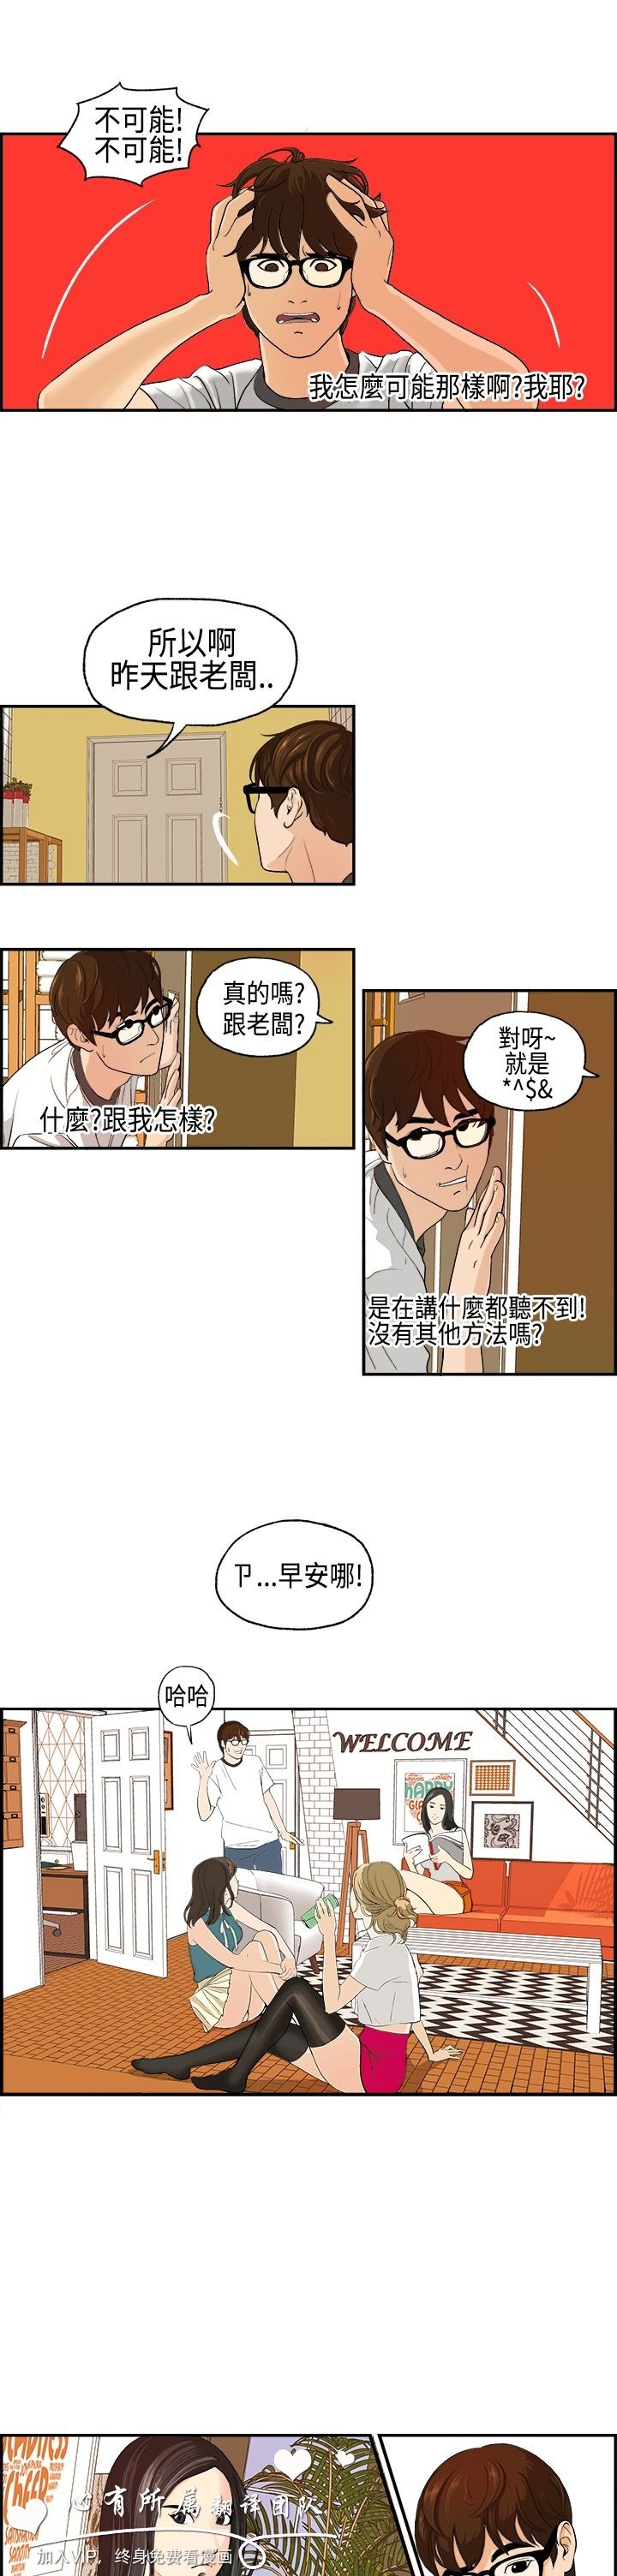 不可能!
不可能!
我怎麼可能那樣啊?我耶?
所以啊
昨天跟老闆..
真的嗎?
跟老闆?
什麼?跟我怎樣?
對呀~
就是
*^$&
是在講什麼都聽不到!
沒有其他方法嗎?
ㄗ...早安哪!
哈哈
WELCOME
HAPPY
心有所属翻译团队
加入VIP，终身免费看漫画